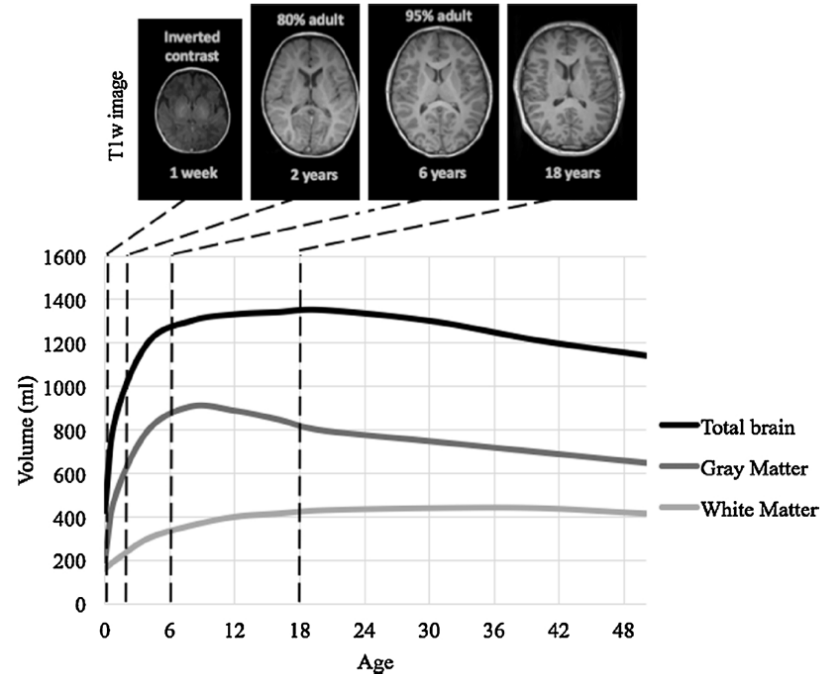 T1w image
Inverted
contrast
1 week
80% adult
2 years
95% adult
6 years
18 years
1600
1400
1200
1000
800
600
400
200
0
Volume (ml)
0 6 12 18 24 30 36 42 48
Age
Total brain
Gray Matter
White Matter